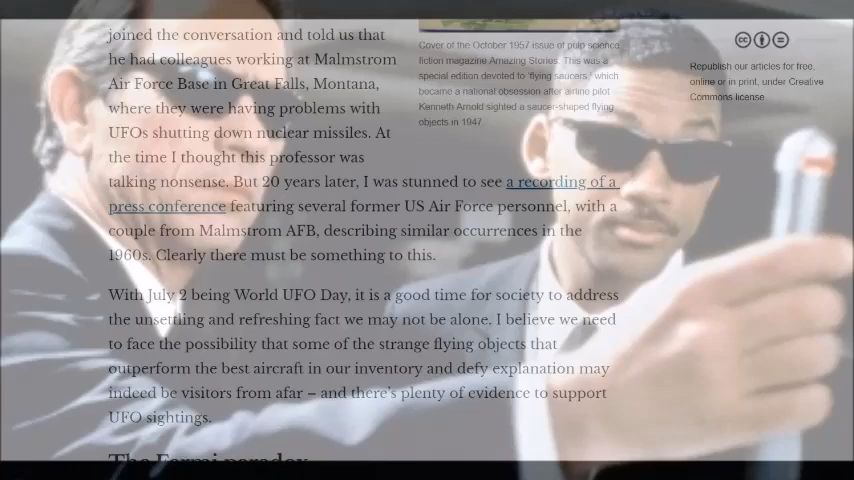 joined the conversation and told us that
he had colleagues working at Malmstrom
Air Force Base in Great Falls, Montana,
where they were having problems with
UFOs shutting down nuclear missiles. At
the time I thought this professor was
talking nonsense. But 20 years later, I was stunned to see a recording of a
press conference featuring several former US Air Force personnel, with a
couple from Malmstrom AFB, describing similar occurrences in the
1960s. Clearly there must be something to this.
With July 2 being World UFO Day, it is a good time for society to address
the unsettling and refreshing fact we may not be alone. I believe we need
to face the possibility that some of the strange flying objects that
outperform the best aircraft in our inventory and defy explanation may
indeed be visitors from afar – and there's plenty of evidence to support
UFO sightings.
The Fermi paradox
Cover of the October 1957 issue of pulp science
fiction magazine Amazing Stories. This was a
special edition devoted to 'flying saucers,' which
became a national obsession after airline pilot
Kenneth Arnold sighted a saucer-shaped flying
objects in 1947.
cc
Republish our articles for free,
online or in print, under Creative
Commons license